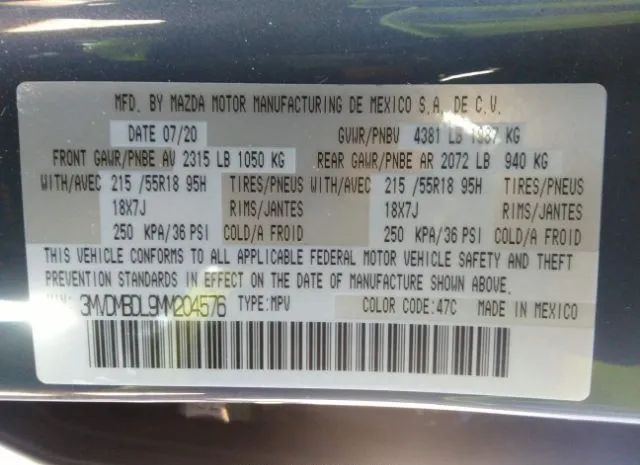 MFD. BY MAZDA MOTOR MANUFACTURING DE MEXICO S.A. DE C.V.
DATE 07/20 GVWR/PNBV 4381 LB 1987 KG
FRONT GAWR/PNBE AV 2315 LB 1050 KG REAR GAWR/PNBE AR 2072 LB 940 KG
WITH/AVEC 215 /55R18 95H TIRES/PNEUS WITH/AVEC 215 /55R18 95H TIRES/PNEUS
18X7J RIMS/JANTES 18X7J RIMS/JANTES
250 KPA/36 PSI COLD/A FROID 250 KPA/36 PSI COLD/A FROID
THIS VEHICLE CONFORMS TO ALL APPLICABLE FEDERAL MOTOR VEHICLE SAFETY AND THEFT
PREVENTION STANDARDS IN EFFECT ON THE DATE OF MANUFACTURE SHOWN ABOVE.
3MVDMBDL9MM204576 TYPE:MPV COLOR CODE:47C MADE IN MEXICO